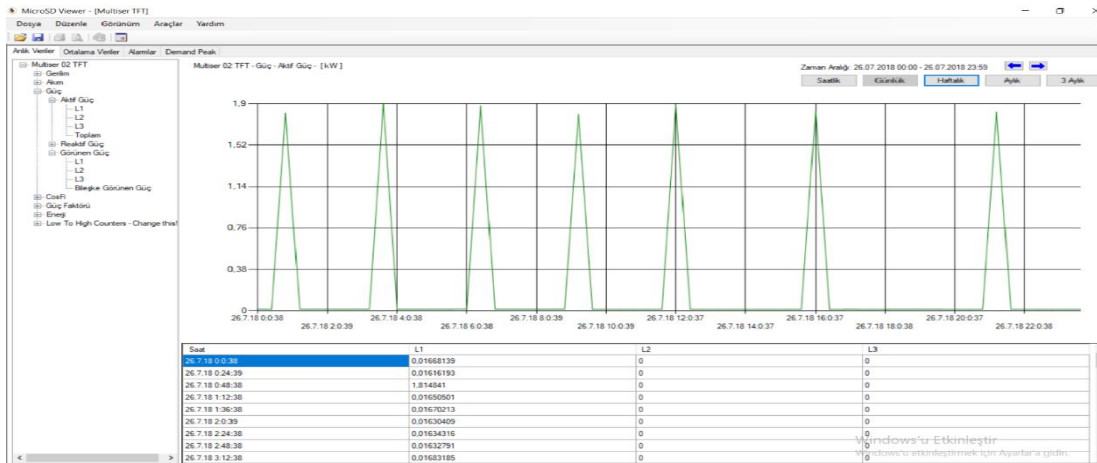 MicroSD Viewer - [Multiser TFT]
Dosya Düzenle Görünüm Araçlar Yardım
Anlık Veriler Ortalama Veriler Alarmlar Demand Peak
Multiser 02 TFT
Gerilim
Akım
Güç
Aktif Güç
L1
L2
L3
Toplam
Reaktif Güç
Görünen Güç
L1
L2
L3
Bileşke Görünen Güç
CosFi
Güç Faktörü
Enerji
Low To High Counters - Change this!
Multiser 02 TFT - Güç - Aktif Güç - [ kW ]
Zaman Aralığı: 26.07.2018 00:00 - 26.07.2018 23:59
Saatlik Günlük Haftalık Aylık 3 Aylık
1,9
1,52
1,14
0,76
0,38
0
26.7.18 0:0:38 26.7.18 2:0:39 26.7.18 4:0:38 26.7.18 6:0:38 26.7.18 8:0:39 26.7.18 10:0:39 26.7.18 12:0:37 26.7.18 14:0:37 26.7.18 16:0:37 26.7.18 18:0:38 26.7.18 20:0:37 26.7.18 22:0:38
Saat L1 L2 L3
26.7.18 0:0:38 0,01668139 0 0
26.7.18 0:24:39 0,01616193 0 0
26.7.18 0:48:38 1,814841 0 0
26.7.18 1:12:38 0,01650501 0 0
26.7.18 1:36:38 0,01670213 0 0
26.7.18 2:0:39 0,01630409 0 0
26.7.18 2:24:38 0,01634316 0 0
26.7.18 2:48:38 0,01632791 0 0
26.7.18 3:12:38 0,01683185 0 0
Windows'u Etkinleştir
Windows'u etkinleştirmek için Ayarlar'a gidin.